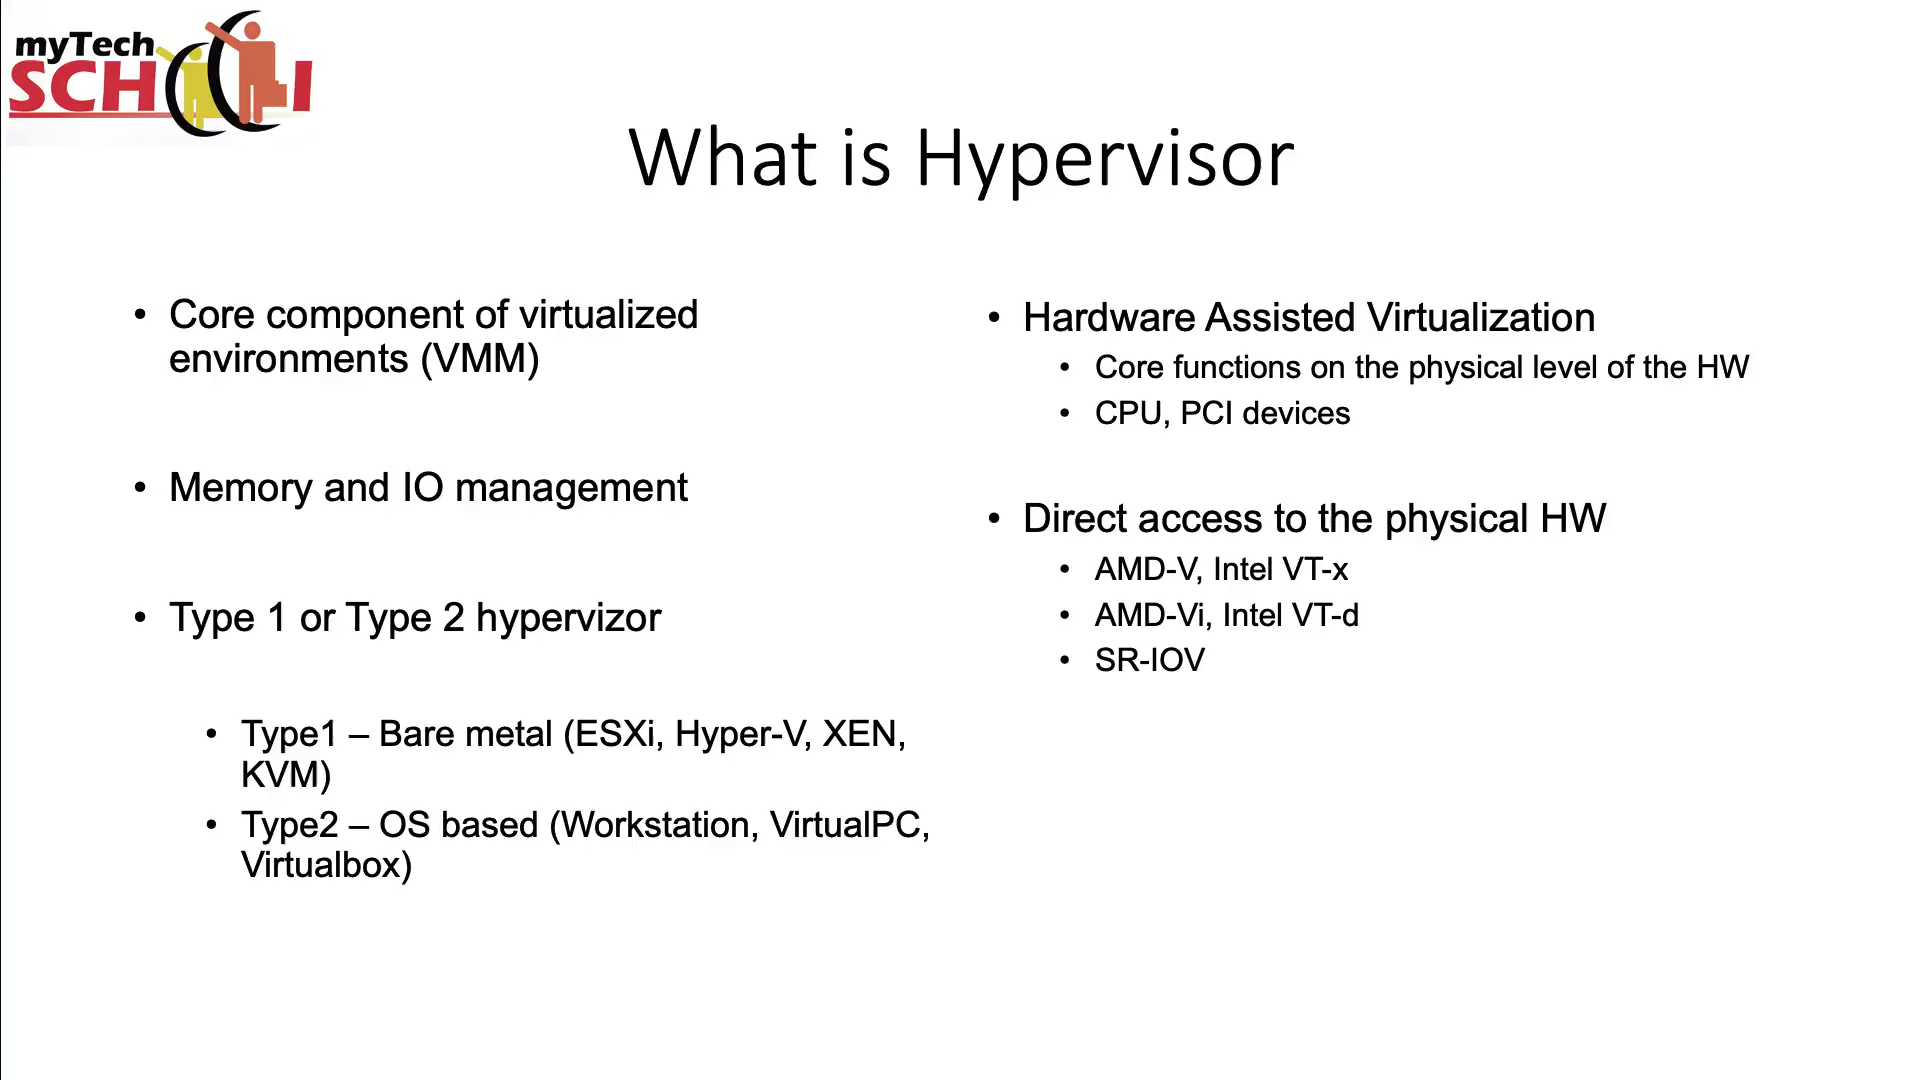 myTech
SCHOOl
What is Hypervisor
• Core component of virtualized
environments (VMM)
• Memory and IO management
• Type 1 or Type 2 hypervizor
• Type1 – Bare metal (ESXi, Hyper-V, XEN,
KVM)
• Type2 – OS based (Workstation, VirtualPC,
Virtualbox)
• Hardware Assisted Virtualization
• Core functions on the physical level of the HW
• CPU, PCI devices
• Direct access to the physical HW
• AMD-V, Intel VT-x
• AMD-Vi, Intel VT-d
• SR-IOV